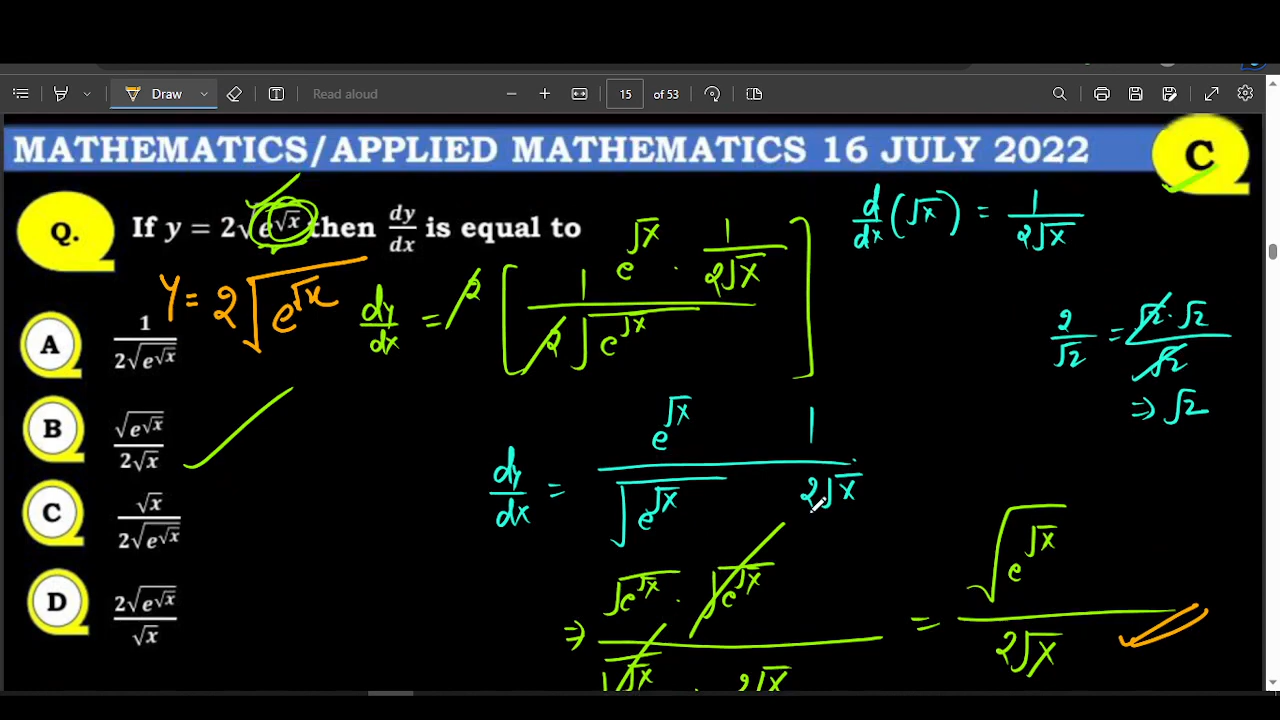 Draw
Read aloud
15 of 53
MATHEMATICS/APPLIED MATHEMATICS 16 JULY 2022
C
Q.
If y = 2√(e^√x) then dy/dx is equal to
d/dx (√x) = 1/(2√x)
Y = 2√(e^√x)
dy/dx = 2 [ 1/(2√(e^√x)) e^√x · 1/(2√x) ]
A
1/(2√(e^√x))
2/√2 = (√2 · √2)/√2
⇒ √2
B
√(e^√x)/(2√x)
dy/dx = e^√x/√(e^√x) 1/(2√x)
C
√x/(2√(e^√x))
D
2√(e^√x)/√x
⇒ √(e^√x) · √(e^√x) / · 2√x = √(e^√x)/(2√x)